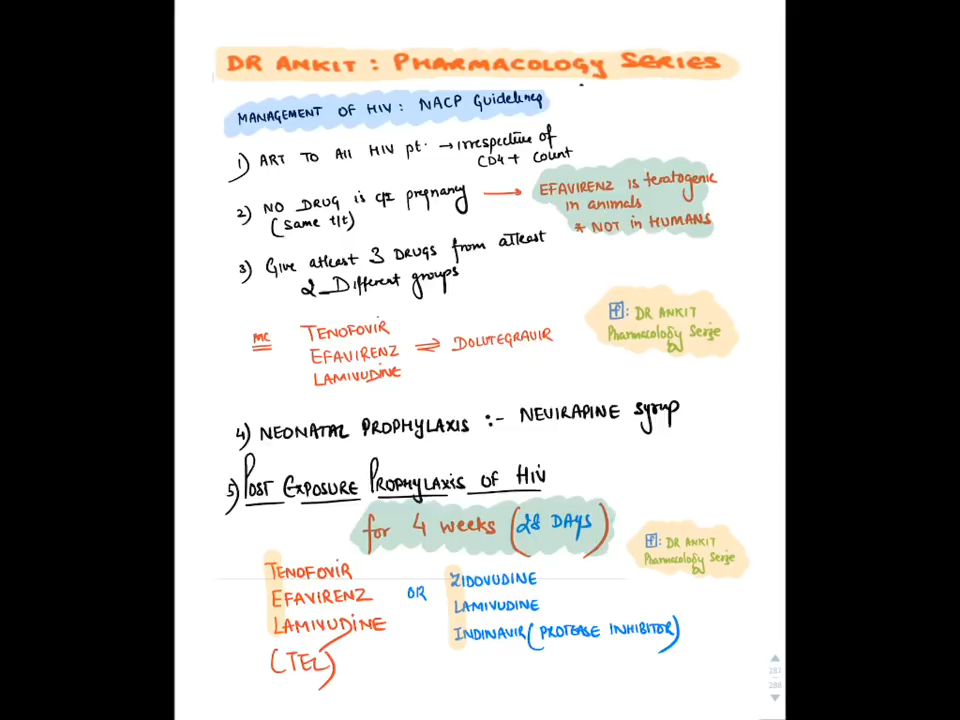 DR ANKIT : PHARMACOLOGY SERIES
MANAGEMENT OF HIV : NACP Guidelines
1) ART TO All HIV pt. → irrespective of
CD4+ count
2) NO DRUG is c/I pregnancy →
(same t/t)
EFAVIRENZ is teratogenic
in animals
* NOT in HUMANS
3) Give atleast 3 DRUGS from atleast
2 Different groups
f : DR ANKIT
Pharmacology Serize
MC
TENOFOVIR
EFAVIRENZ ⇌ DOLUTEGRAVIR
LAMIVUDINE
4) NEONATAL PROPHYLAXIS :- NEVIRAPINE syrup
5) POST EXPOSURE PROPHYLAXIS OF HIV
for 4 weeks (28 DAYS)
f : DR ANKIT
Pharmacology Serize
TENOFOVIR
EFAVIRENZ
LAMIVUDINE
(TEL)
OR
ZIDOVUDINE
LAMIVUDINE
INDINAVIR (PROTEASE INHIBITOR)
282
288